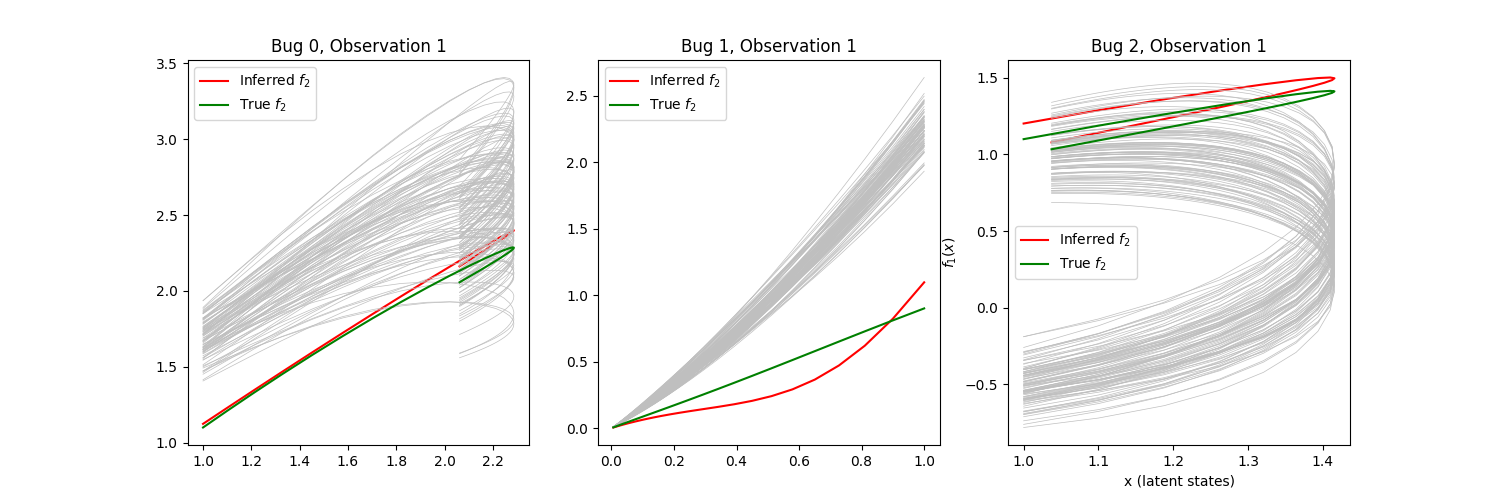 Bug 0, Observation 1
Inferred f₂
True f₂
3.5
3.0
2.5
2.0
1.5
1.0
1.0 1.2 1.4 1.6 1.8 2.0 2.2
Bug 1, Observation 1
Inferred f₂
True f₂
2.5
2.0
1.5
1.0
0.5
0.0
0.0 0.2 0.4 0.6 0.8 1.0
Bug 2, Observation 1
Inferred f₂
True f₂
f₁(x)
1.5
1.0
0.5
0.0
−0.5
1.0 1.1 1.2 1.3 1.4
x (latent states)